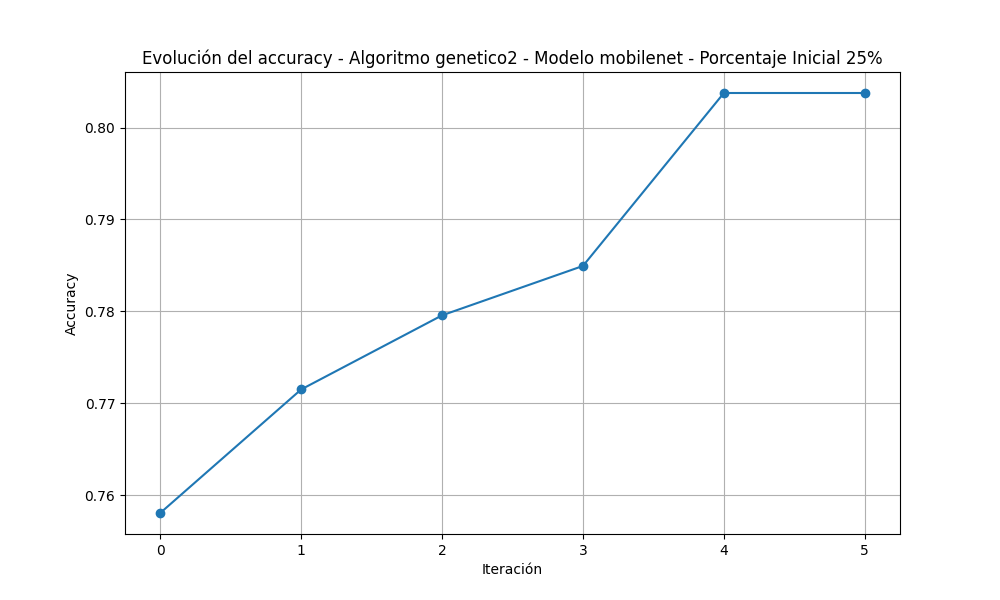 Evolución del accuracy - Algoritmo genetico2 - Modelo mobilenet - Porcentaje Inicial 25%
0.80
0.79
0.78
0.77
0.76
Accuracy
0 1 2 3 4 5
Iteración